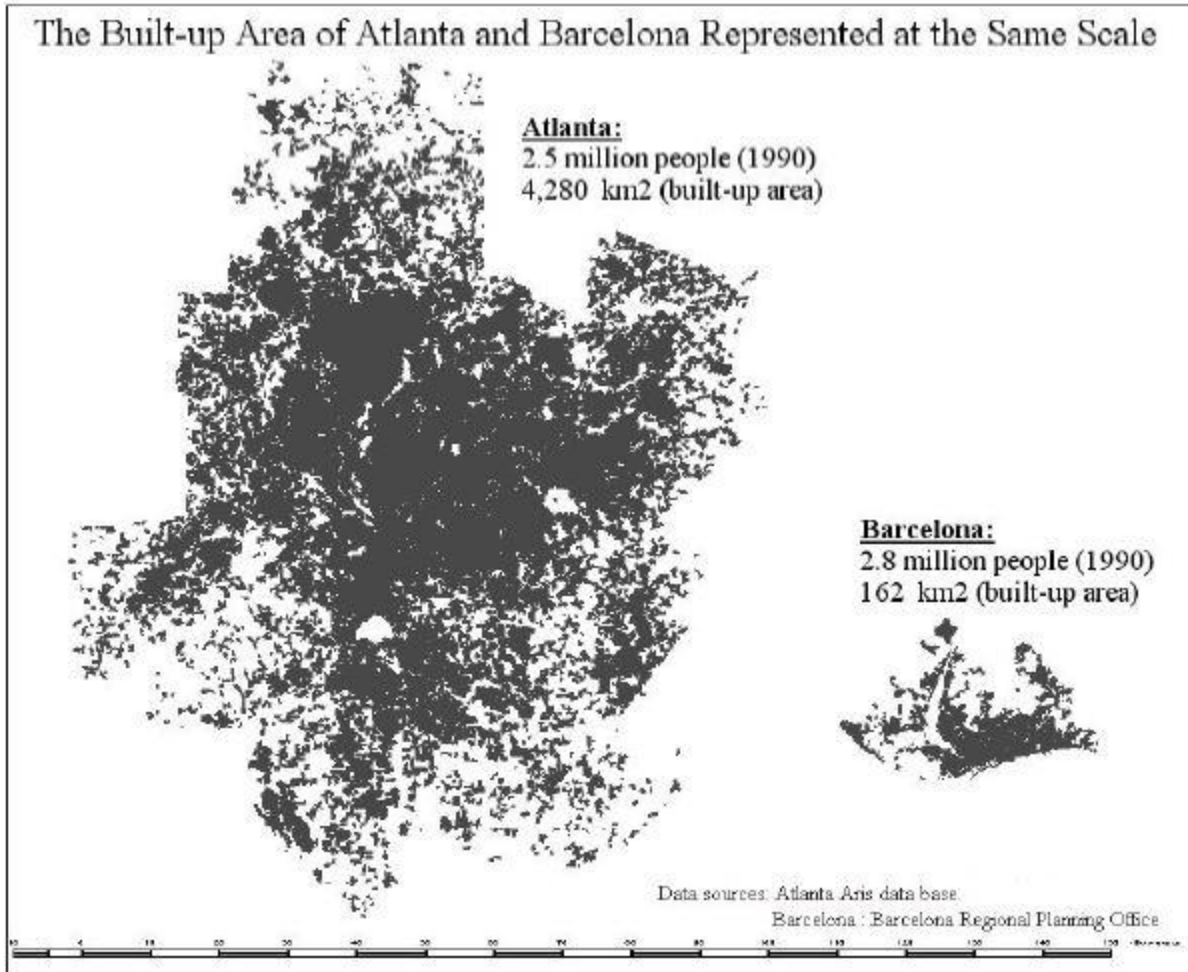 The Built-up Area of Atlanta and Barcelona Represented at the Same Scale
Atlanta:
2.5 million people (1990)
4,280 km2 (built-up area)
Barcelona:
2.8 million people (1990)
162 km2 (built-up area)
Data sources: Atlanta Aris data base.
Barcelona : Barcelona Regional Planning Office